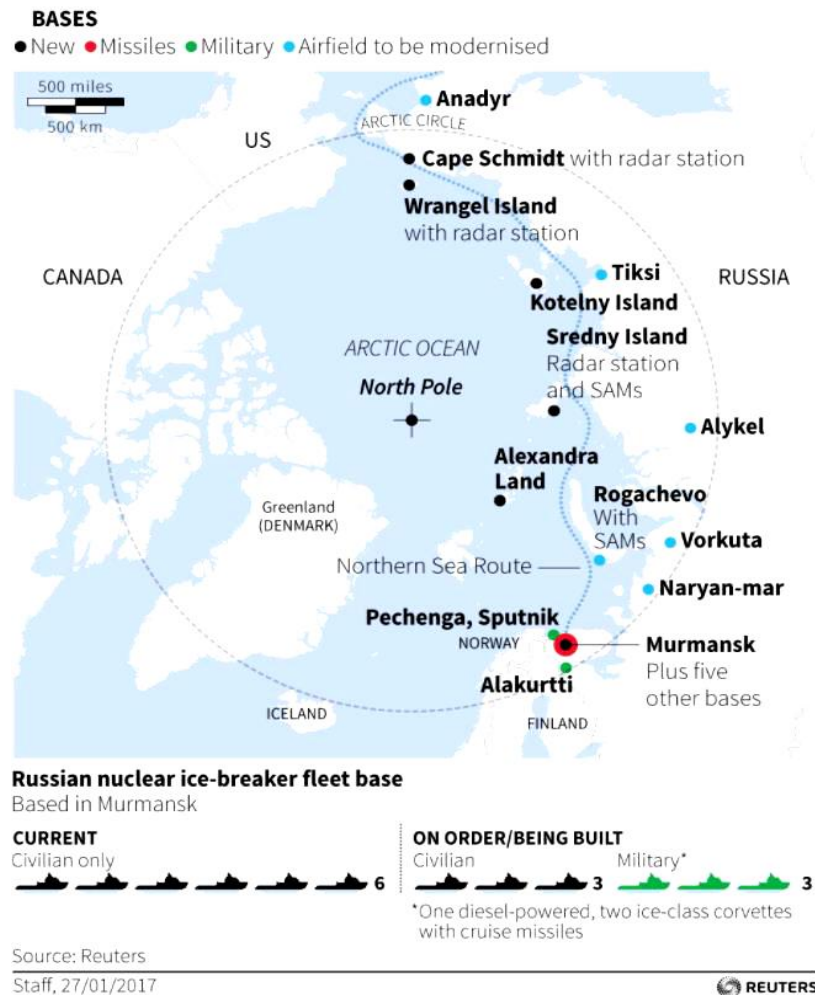 BASES
New Missiles Military Airfield to be modernised
500 miles
500 km
Anadyr
ARCTIC CIRCLE
US
Cape Schmidt with radar station
Wrangel Island
with radar station
CANADA
Tiksi
RUSSIA
Kotelny Island
Sredny Island
Radar station
and SAMs
ARCTIC OCEAN
North Pole
Alykel
Alexandra
Land
Rogachevo
With
SAMs
Greenland
(DENMARK)
Vorkuta
Northern Sea Route
Naryan-mar
Pechenga, Sputnik
NORWAY
Murmansk
Plus five
other bases
Alakurtti
ICELAND
FINLAND
Russian nuclear ice-breaker fleet base
Based in Murmansk
CURRENT
Civilian only
6
ON ORDER/BEING BUILT
Civilian
3
Military*
3
*One diesel-powered, two ice-class corvettes
with cruise missiles
Source: Reuters
Staff, 27/01/2017
REUTERS